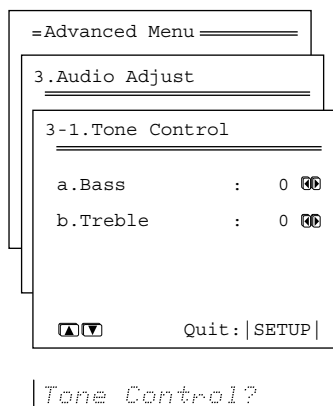 Advanced Menu
3.Audio Adjust
3-1.Tone Control
a.Bass : 0
b.Treble : 0
Quit:|SETUP|
Tone Control?